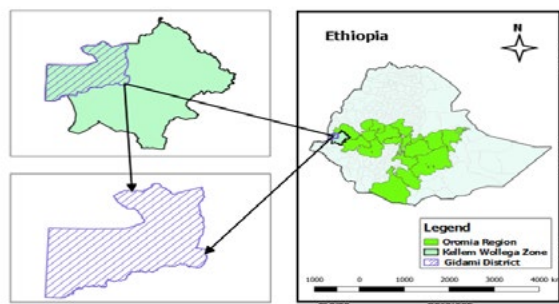 Ethiopia
N
Legend
Oromia Region
Kellem Wollega Zone
Gidami District
1000 0 1000 2000 3000 4000 km